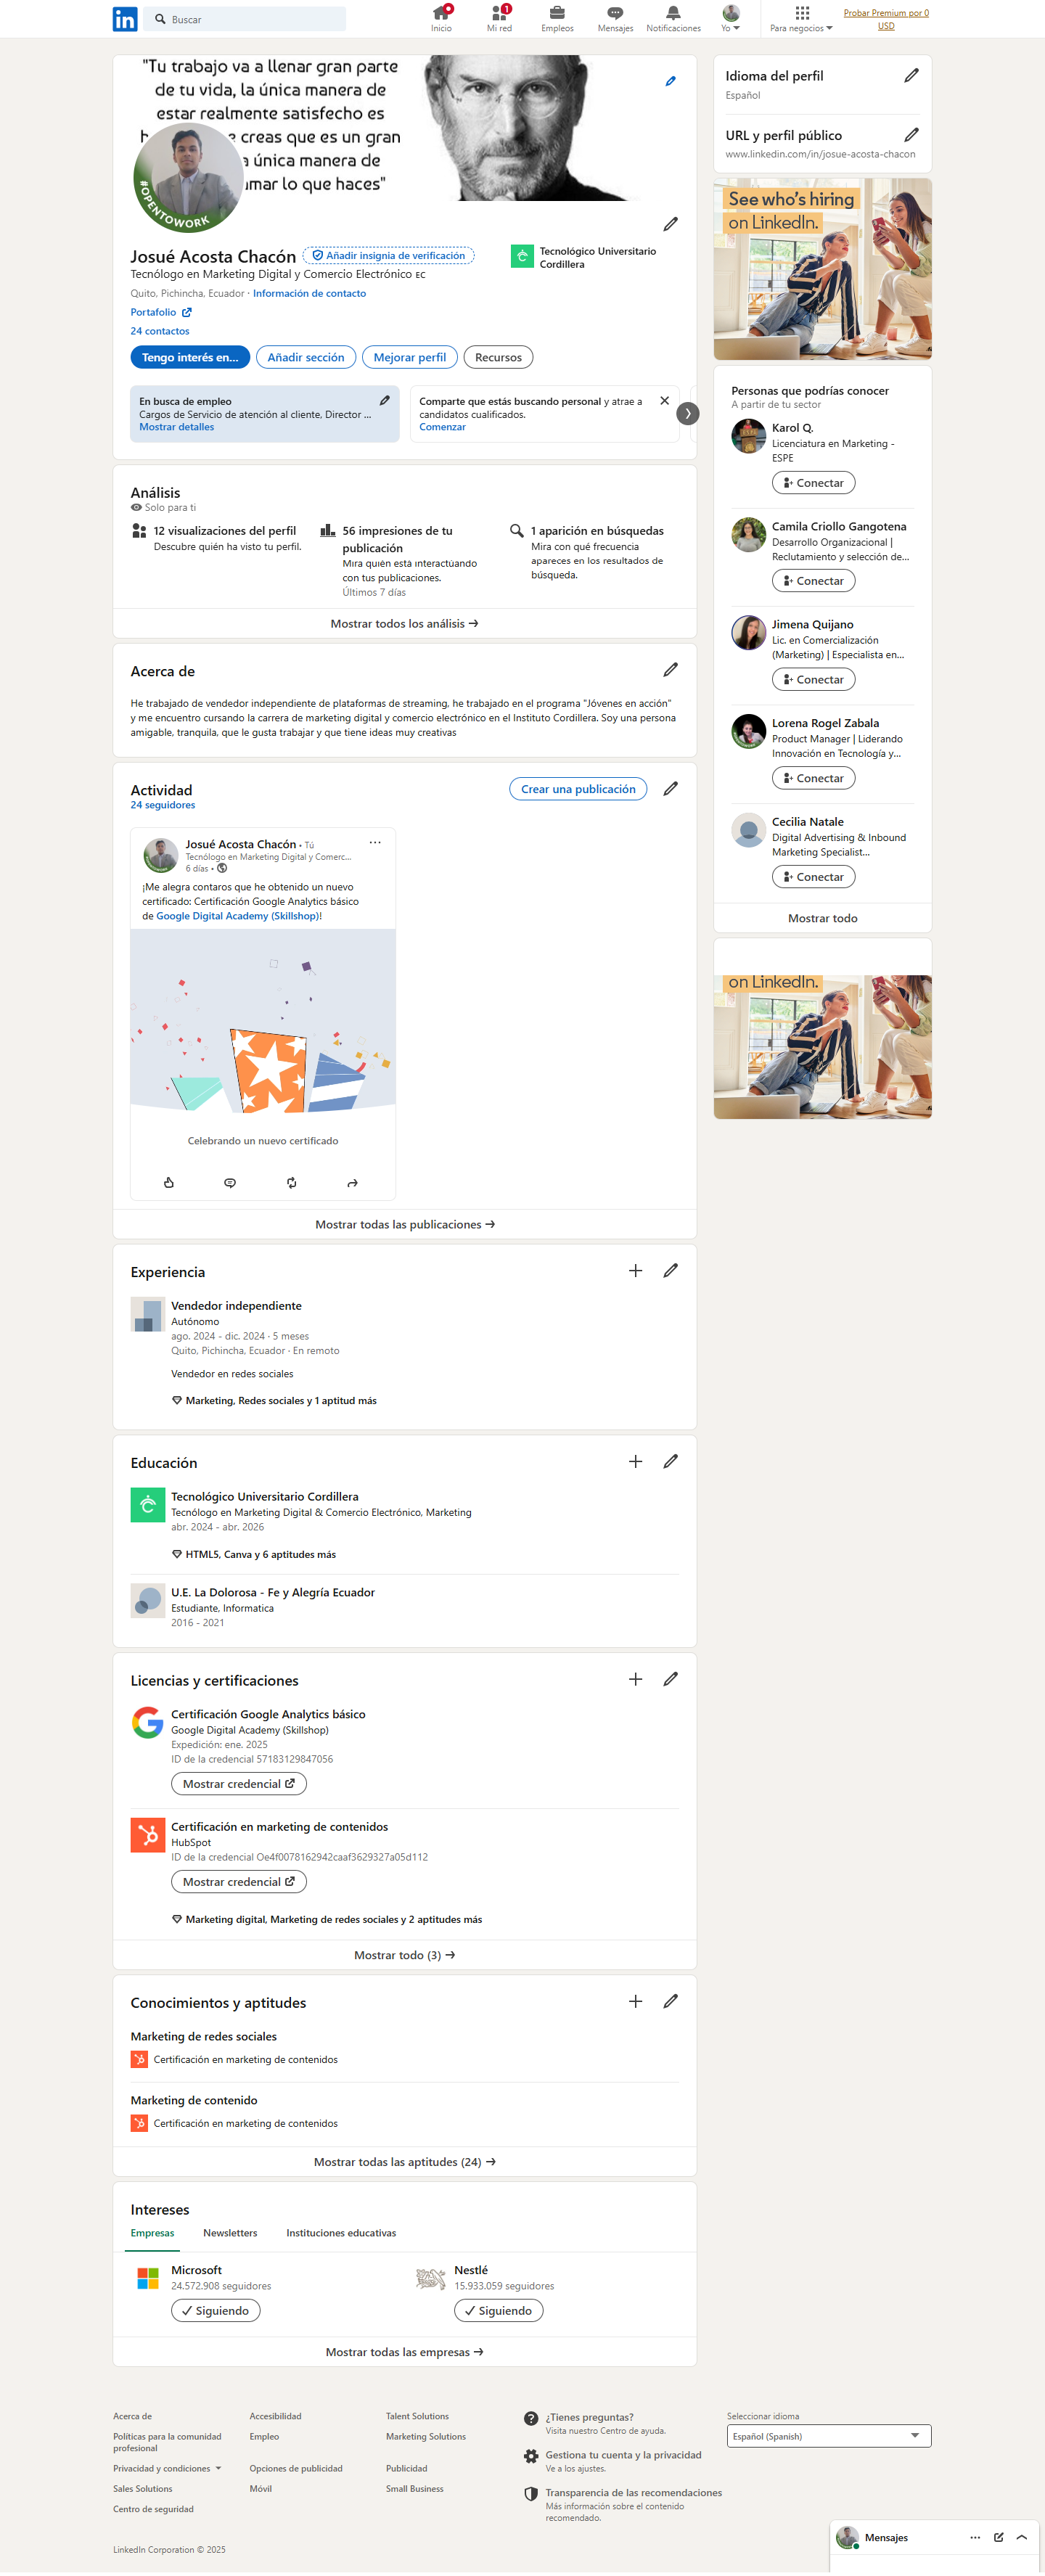 in
Buscar
Inicio
Mi red
1
Empleos
Mensajes
Notificaciones
Yo
Para negocios
Probar Premium por 0
USD
"Tu trabajo va a llenar gran parte
de tu vida, la única manera de
estar realmente satisfecho es
e creas que es un gran
a única manera de
mar lo que haces"
#OPENTOWORK
Josué Acosta Chacón
Añadir insignia de verificación
Tecnólogo en Marketing Digital y Comercio Electrónico EC
Quito, Pichincha, Ecuador · Información de contacto
Portafolio
24 contactos
Tecnológico Universitario
Cordillera
Tengo interés en...
Añadir sección
Mejorar perfil
Recursos
En busca de empleo
Cargos de Servicio de atención al cliente, Director ...
Mostrar detalles
Comparte que estás buscando personal y atrae a
candidatos cualificados.
Comenzar
Análisis
Solo para ti
12 visualizaciones del perfil
Descubre quién ha visto tu perfil.
56 impresiones de tu
publicación
Mira quién está interactuando
con tus publicaciones.
Últimos 7 días
1 aparición en búsquedas
Mira con qué frecuencia
apareces en los resultados de
búsqueda.
Mostrar todos los análisis →
Acerca de
He trabajado de vendedor independiente de plataformas de streaming, he trabajado en el programa "Jóvenes en acción"
y me encuentro cursando la carrera de marketing digital y comercio electrónico en el Instituto Cordillera. Soy una persona
amigable, tranquila, que le gusta trabajar y que tiene ideas muy creativas
Actividad
24 seguidores
Crear una publicación
Josué Acosta Chacón • Tú
Tecnólogo en Marketing Digital y Comerc...
6 días •
¡Me alegra contaros que he obtenido un nuevo
certificado: Certificación Google Analytics básico
de Google Digital Academy (Skillshop)!
Celebrando un nuevo certificado
Mostrar todas las publicaciones →
Experiencia
Vendedor independiente
Autónomo
ago. 2024 - dic. 2024 · 5 meses
Quito, Pichincha, Ecuador · En remoto
Vendedor en redes sociales
Marketing, Redes sociales y 1 aptitud más
Educación
Tecnológico Universitario Cordillera
Tecnólogo en Marketing Digital & Comercio Electrónico, Marketing
abr. 2024 - abr. 2026
HTML5, Canva y 6 aptitudes más
U.E. La Dolorosa - Fe y Alegría Ecuador
Estudiante, Informatica
2016 - 2021
Licencias y certificaciones
Certificación Google Analytics básico
Google Digital Academy (Skillshop)
Expedición: ene. 2025
ID de la credencial 57183129847056
Mostrar credencial
Certificación en marketing de contenidos
HubSpot
ID de la credencial Oe4f0078162942caaf3629327a05d112
Mostrar credencial
Marketing digital, Marketing de redes sociales y 2 aptitudes más
Mostrar todo (3) →
Conocimientos y aptitudes
Marketing de redes sociales
Certificación en marketing de contenidos
Marketing de contenido
Certificación en marketing de contenidos
Mostrar todas las aptitudes (24) →
Intereses
Empresas
Newsletters
Instituciones educativas
Microsoft
24.572.908 seguidores
Siguiendo
Nestlé
15.933.059 seguidores
Siguiendo
Mostrar todas las empresas →
Idioma del perfil
Español
URL y perfil público
www.linkedin.com/in/josue-acosta-chacon
See who's hiring
on LinkedIn.
Personas que podrías conocer
A partir de tu sector
Karol Q.
Licenciatura en Marketing -
ESPE
Conectar
Camila Criollo Gangotena
Desarrollo Organizacional |
Reclutamiento y selección de...
Conectar
Jimena Quijano
Lic. en Comercialización
(Marketing) | Especialista en...
Conectar
Lorena Rogel Zabala
Product Manager | Liderando
Innovación en Tecnología y...
Conectar
Cecilia Natale
Digital Advertising & Inbound
Marketing Specialist...
Conectar
Mostrar todo
on LinkedIn.
Acerca de
Accesibilidad
Talent Solutions
Políticas para la comunidad
profesional
Empleo
Marketing Solutions
Privacidad y condiciones
Opciones de publicidad
Publicidad
Sales Solutions
Móvil
Small Business
Centro de seguridad
¿Tienes preguntas?
Visita nuestro Centro de ayuda.
Gestiona tu cuenta y la privacidad
Ve a los ajustes.
Transparencia de las recomendaciones
Más información sobre el contenido
recomendado.
Seleccionar idioma
Español (Spanish)
LinkedIn Corporation © 2025
Mensajes